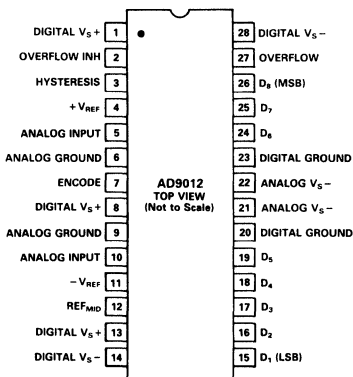 DIGITAL VS+ 1
OVERFLOW INH 2
HYSTERESIS 3
+VREF 4
ANALOG INPUT 5
ANALOG GROUND 6
ENCODE 7
DIGITAL VS+ 8
ANALOG GROUND 9
ANALOG INPUT 10
-VREF 11
REFMID 12
DIGITAL VS+ 13
DIGITAL VS- 14
AD9012
TOP VIEW
(Not to Scale)
28 DIGITAL VS-
27 OVERFLOW
26 D8 (MSB)
25 D7
24 D6
23 DIGITAL GROUND
22 ANALOG VS-
21 ANALOG VS-
20 DIGITAL GROUND
19 D5
18 D4
17 D3
16 D2
15 D1 (LSB)